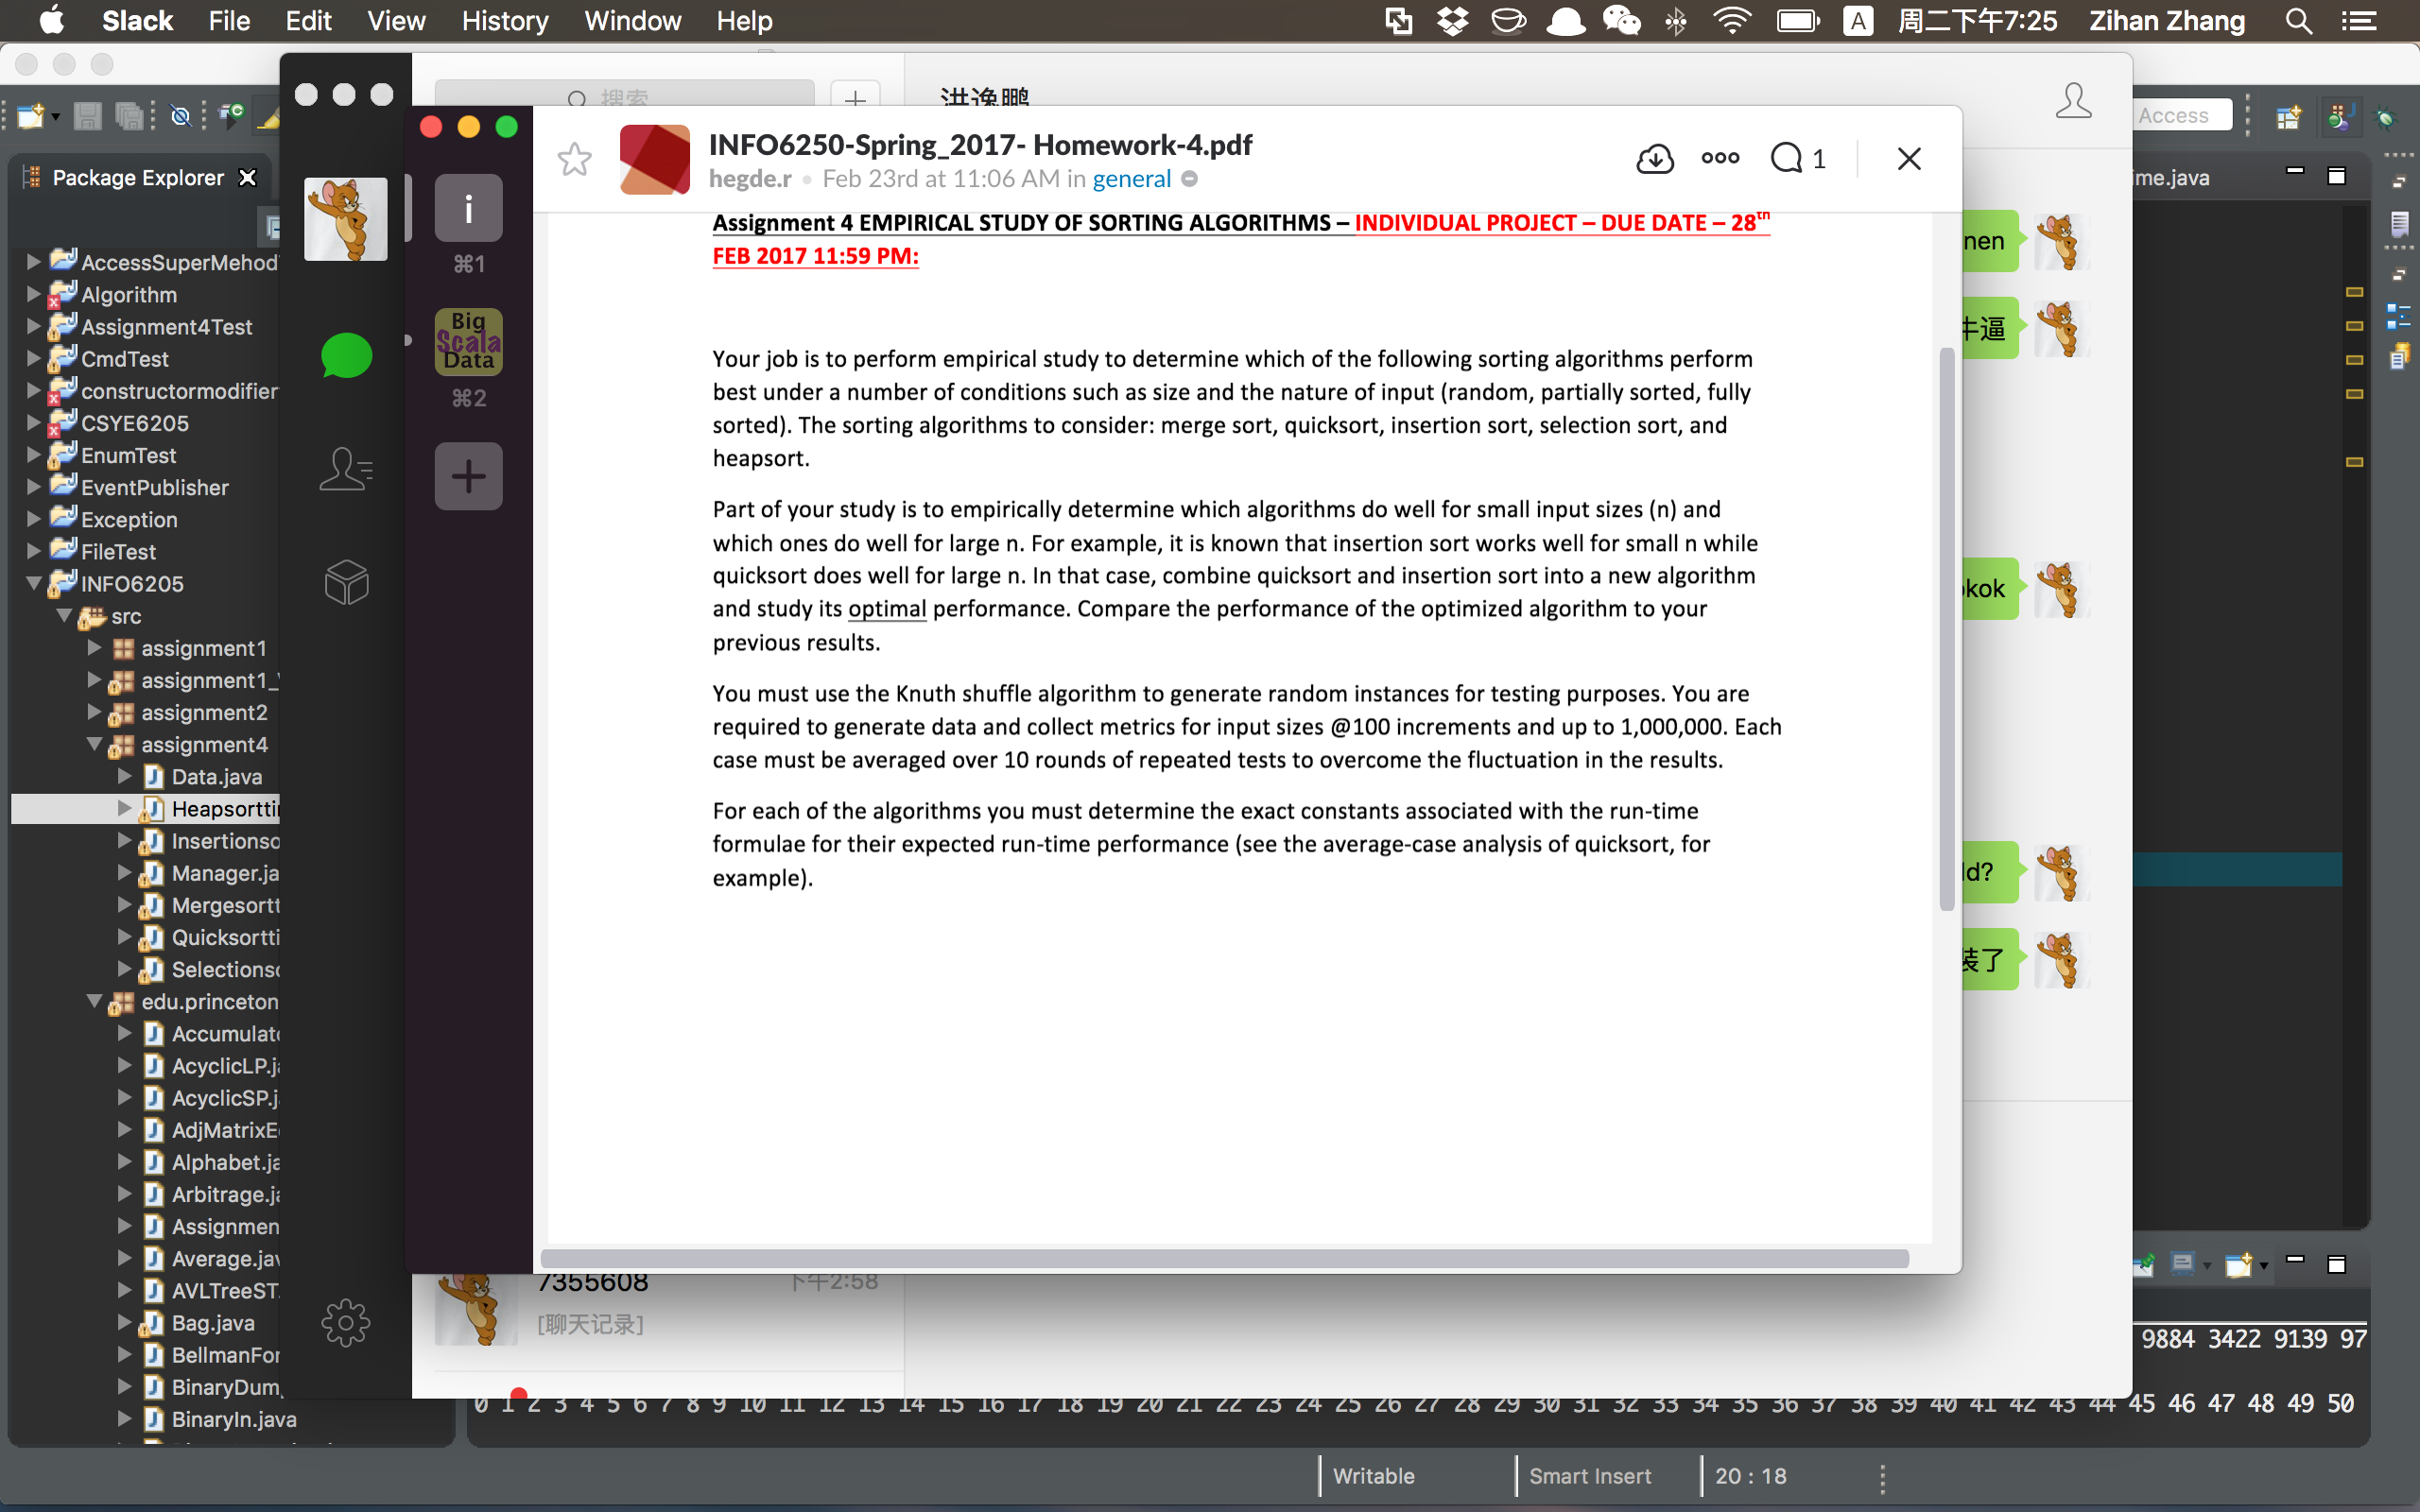 Slack File Edit View History Window Help
A 周二下午7:25 Zihan Zhang
搜索
洪逸鹏
Access
Package Explorer
ime.java
AccessSuperMehod
Algorithm
Assignment4Test
CmdTest
constructormodifier
CSYE6205
EnumTest
EventPublisher
Exception
FileTest
INFO6205
src
assignment1
assignment1_
assignment2
assignment4
Data.java
Heapsortti
Insertionso
Manager.ja
Mergesortt
Quicksortti
Selectionso
edu.princeton
Accumulato
AcyclicLP.ja
AcyclicSP.j
AdjMatrixE
Alphabet.ja
Arbitrage.ja
Assignmen
Average.jav
AVLTreeST.
Bag.java
BellmanFor
BinaryDum
BinaryIn.java
i
⌘1
Big
Scala
Data
⌘2
INFO6250-Spring_2017- Homework-4.pdf
hegde.r • Feb 23rd at 11:06 AM in general
1
Assignment 4 EMPIRICAL STUDY OF SORTING ALGORITHMS – INDIVIDUAL PROJECT – DUE DATE – 28th
FEB 2017 11:59 PM:
Your job is to perform empirical study to determine which of the following sorting algorithms perform
best under a number of conditions such as size and the nature of input (random, partially sorted, fully
sorted). The sorting algorithms to consider: merge sort, quicksort, insertion sort, selection sort, and
heapsort.
Part of your study is to empirically determine which algorithms do well for small input sizes (n) and
which ones do well for large n. For example, it is known that insertion sort works well for small n while
quicksort does well for large n. In that case, combine quicksort and insertion sort into a new algorithm
and study its optimal performance. Compare the performance of the optimized algorithm to your
previous results.
You must use the Knuth shuffle algorithm to generate random instances for testing purposes. You are
required to generate data and collect metrics for input sizes @100 increments and up to 1,000,000. Each
case must be averaged over 10 rounds of repeated tests to overcome the fluctuation in the results.
For each of the algorithms you must determine the exact constants associated with the run-time
formulae for their expected run-time performance (see the average-case analysis of quicksort, for
example).
nen
牛逼
kok
ld?
装了
7355608 下午2:58
[聊天记录]
9884 3422 9139 97
0 1 2 3 4 5 6 7 8 9 10 11 12 13 14 15 16 17 18 19 20 21 22 23 24 25 26 27 28 29 30 31 32 33 34 35 36 37 38 39 40 41 42 43 44 45 46 47 48 49 50
Writable Smart Insert 20 : 18